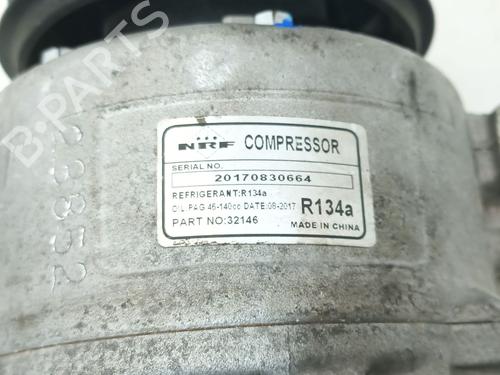 NRF COMPRESSOR
SERIAL NO.
20170830664
REFRIGERANT:R134a
OIL PAG 46-140cc DATE:08-2017 R134a
PART NO:32146 MADE IN CHINA
23852
B-PARTS